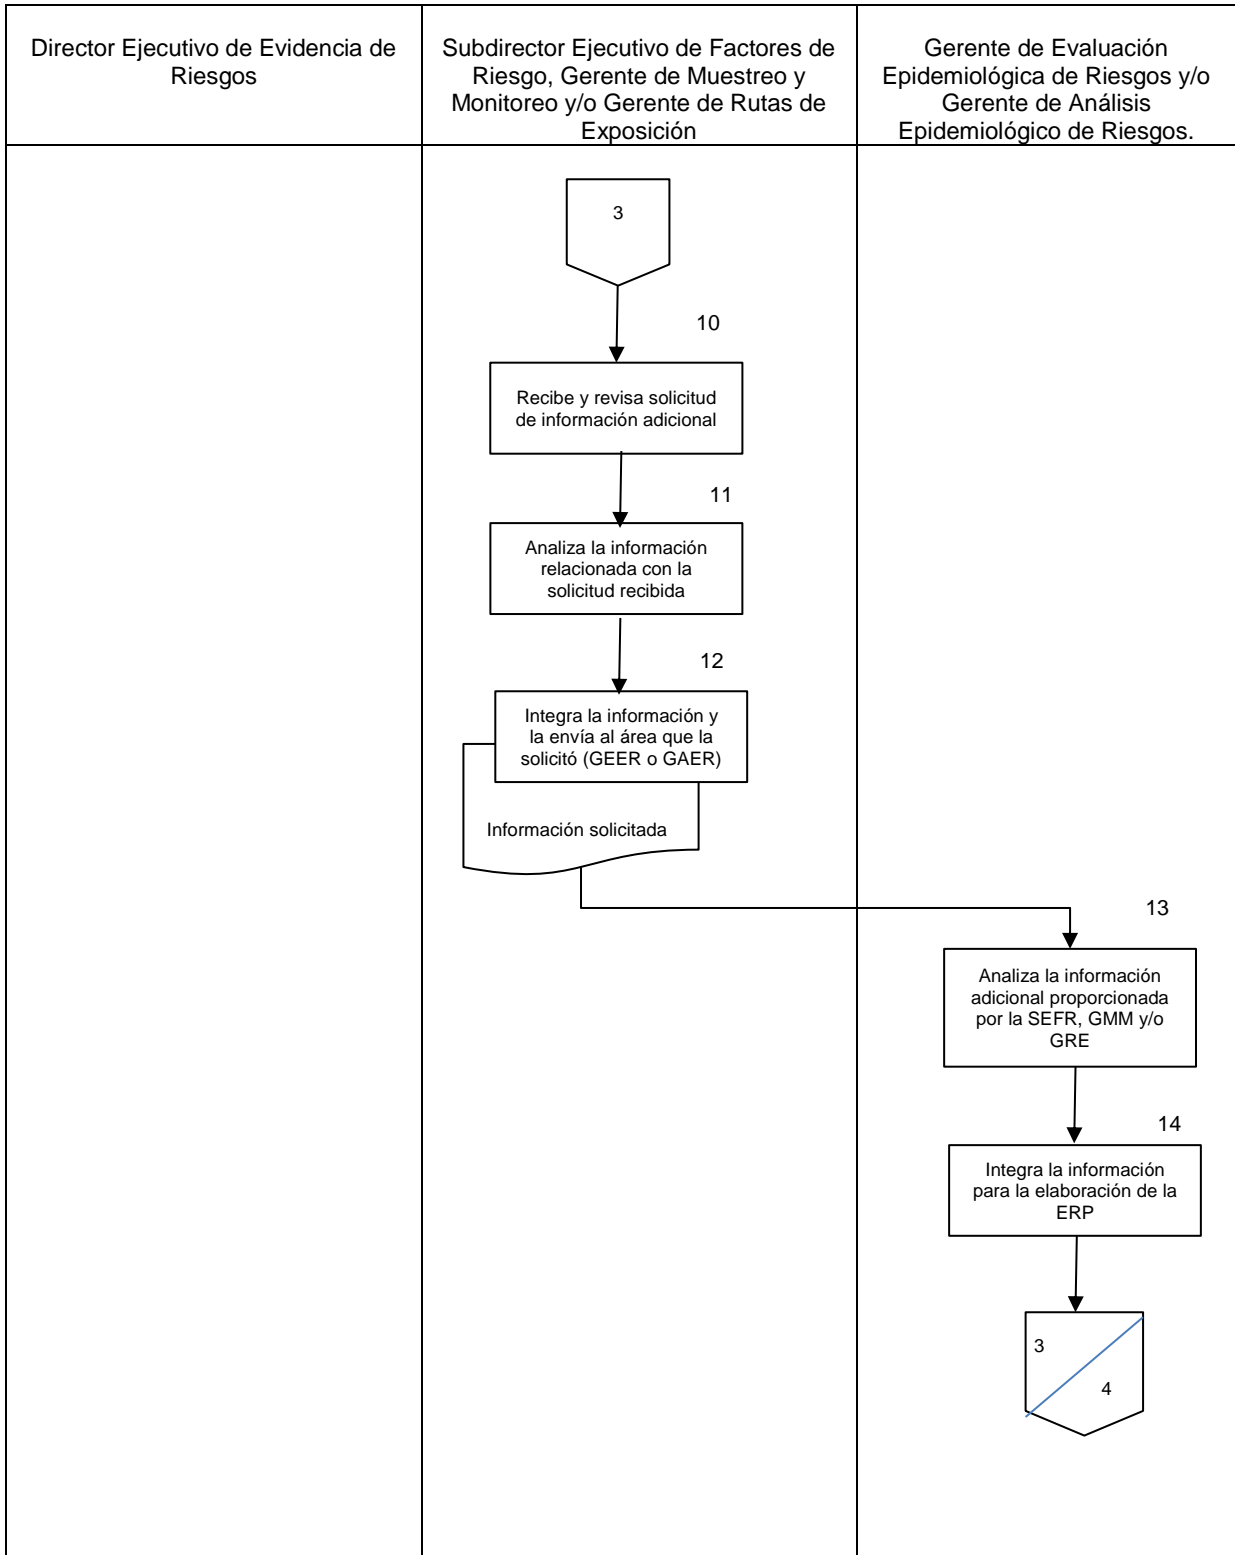 Director Ejecutivo de Evidencia de
Riesgos
Subdirector Ejecutivo de Factores de
Riesgo, Gerente de Muestreo y
Monitoreo y/o Gerente de Rutas de
Exposición
Gerente de Evaluación
Epidemiológica de Riesgos y/o
Gerente de Análisis
Epidemiológico de Riesgos.
3
10
Recibe y revisa solicitud
de información adicional
11
Analiza la información
relacionada con la
solicitud recibida
12
Integra la información y
la envía al área que la
solicitó (GEER o GAER)
Información solicitada
13
Analiza la información
adicional proporcionada
por la SEFR, GMM y/o
GRE
14
Integra la información
para la elaboración de la
ERP
3
4